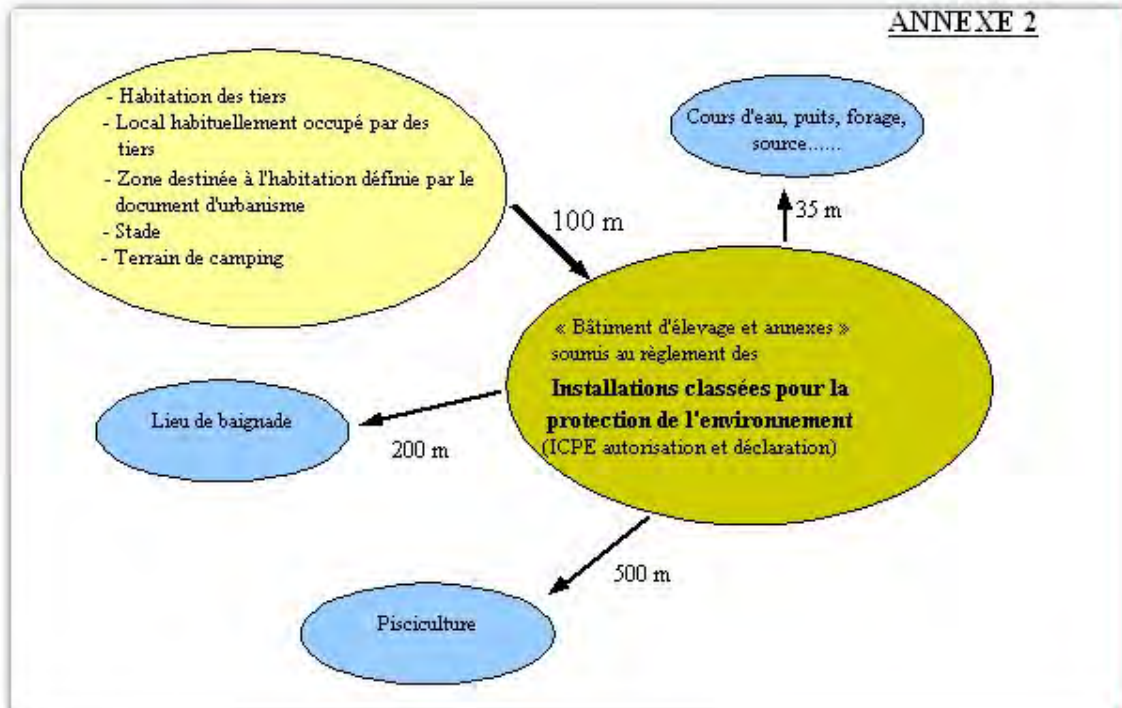 ANNEXE 2
- Habitation des tiers
- Local habituellement occupé par des
tiers
- Zone destinée à l'habitation définie par le
document d'urbanisme
- Stade
- Terrain de camping
Cours d'eau, puits, forage,
source......
100 m
35 m
« Bâtiment d'élevage et annexes »
soumis au règlement des
Installations classées pour la
protection de l'environnement
(ICPE autorisation et déclaration)
Lieu de baignade
200 m
500 m
Pisciculture